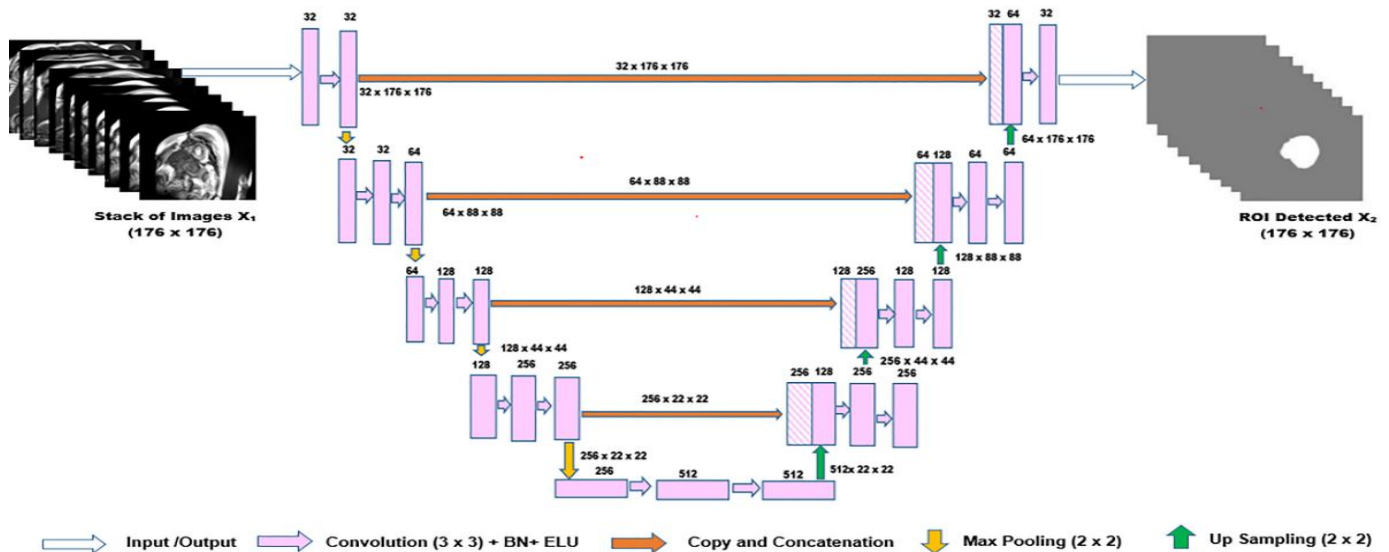 32 32 32 64 32
32 x 176 x 176
32 x 176 x 176
64 x 176 x 176
32 32 64 64 128 64 64
64 x 88 x 88
64 x 88 x 88
Stack of Images X₁
(176 x 176)
ROI Detected X₂
(176 x 176)
128 x 88 x 88
64 128 128 128 256 128 128
128 x 44 x 44
128 x 44 x 44
256 x 44 x 44
128 256 256 256 128 256 256
256 x 22 x 22
256 x 22 x 22
512x 22 x 22
256 512 512
Input /Output Convolution (3 x 3) + BN+ ELU Copy and Concatenation Max Pooling (2 x 2) Up Sampling (2 x 2)